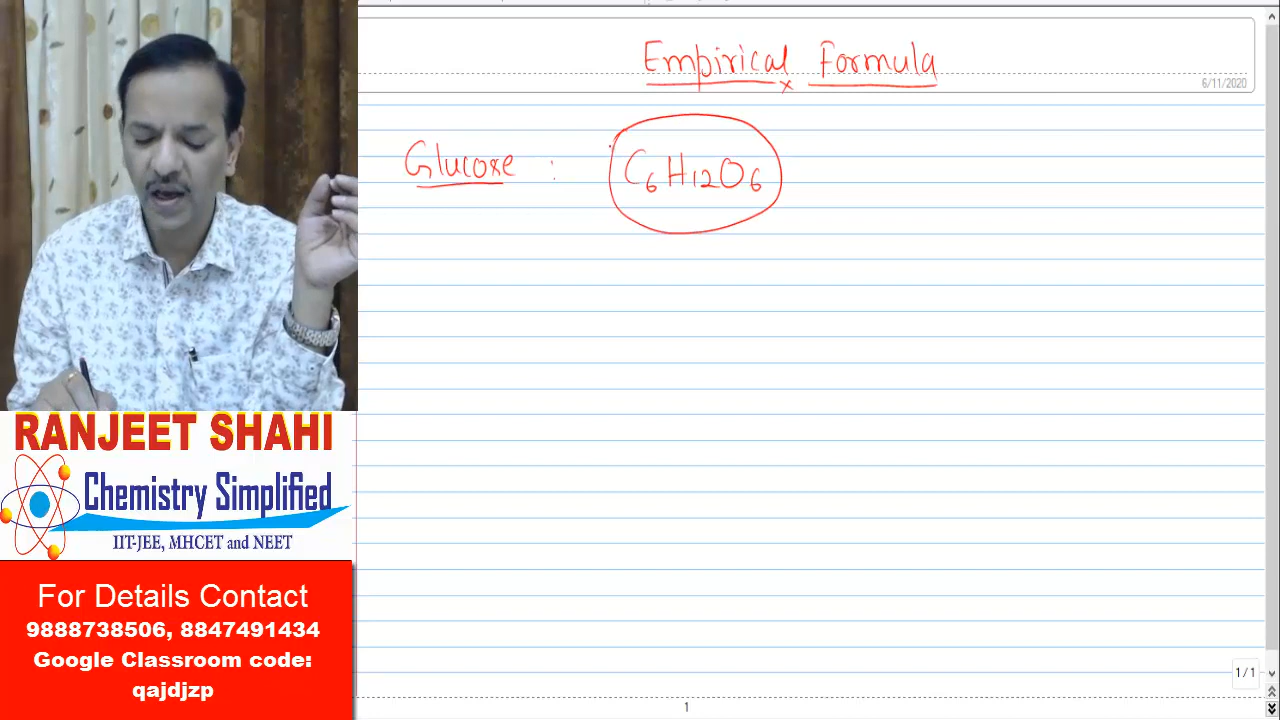 Empirical Formula
6/11/2020
Glucose : C6H12O6
RANJEET SHAHI
Chemistry Simplified
IIT-JEE, MHCET and NEET
For Details Contact
9888738506, 8847491434
Google Classroom code:
qajdjzp
1/1
1